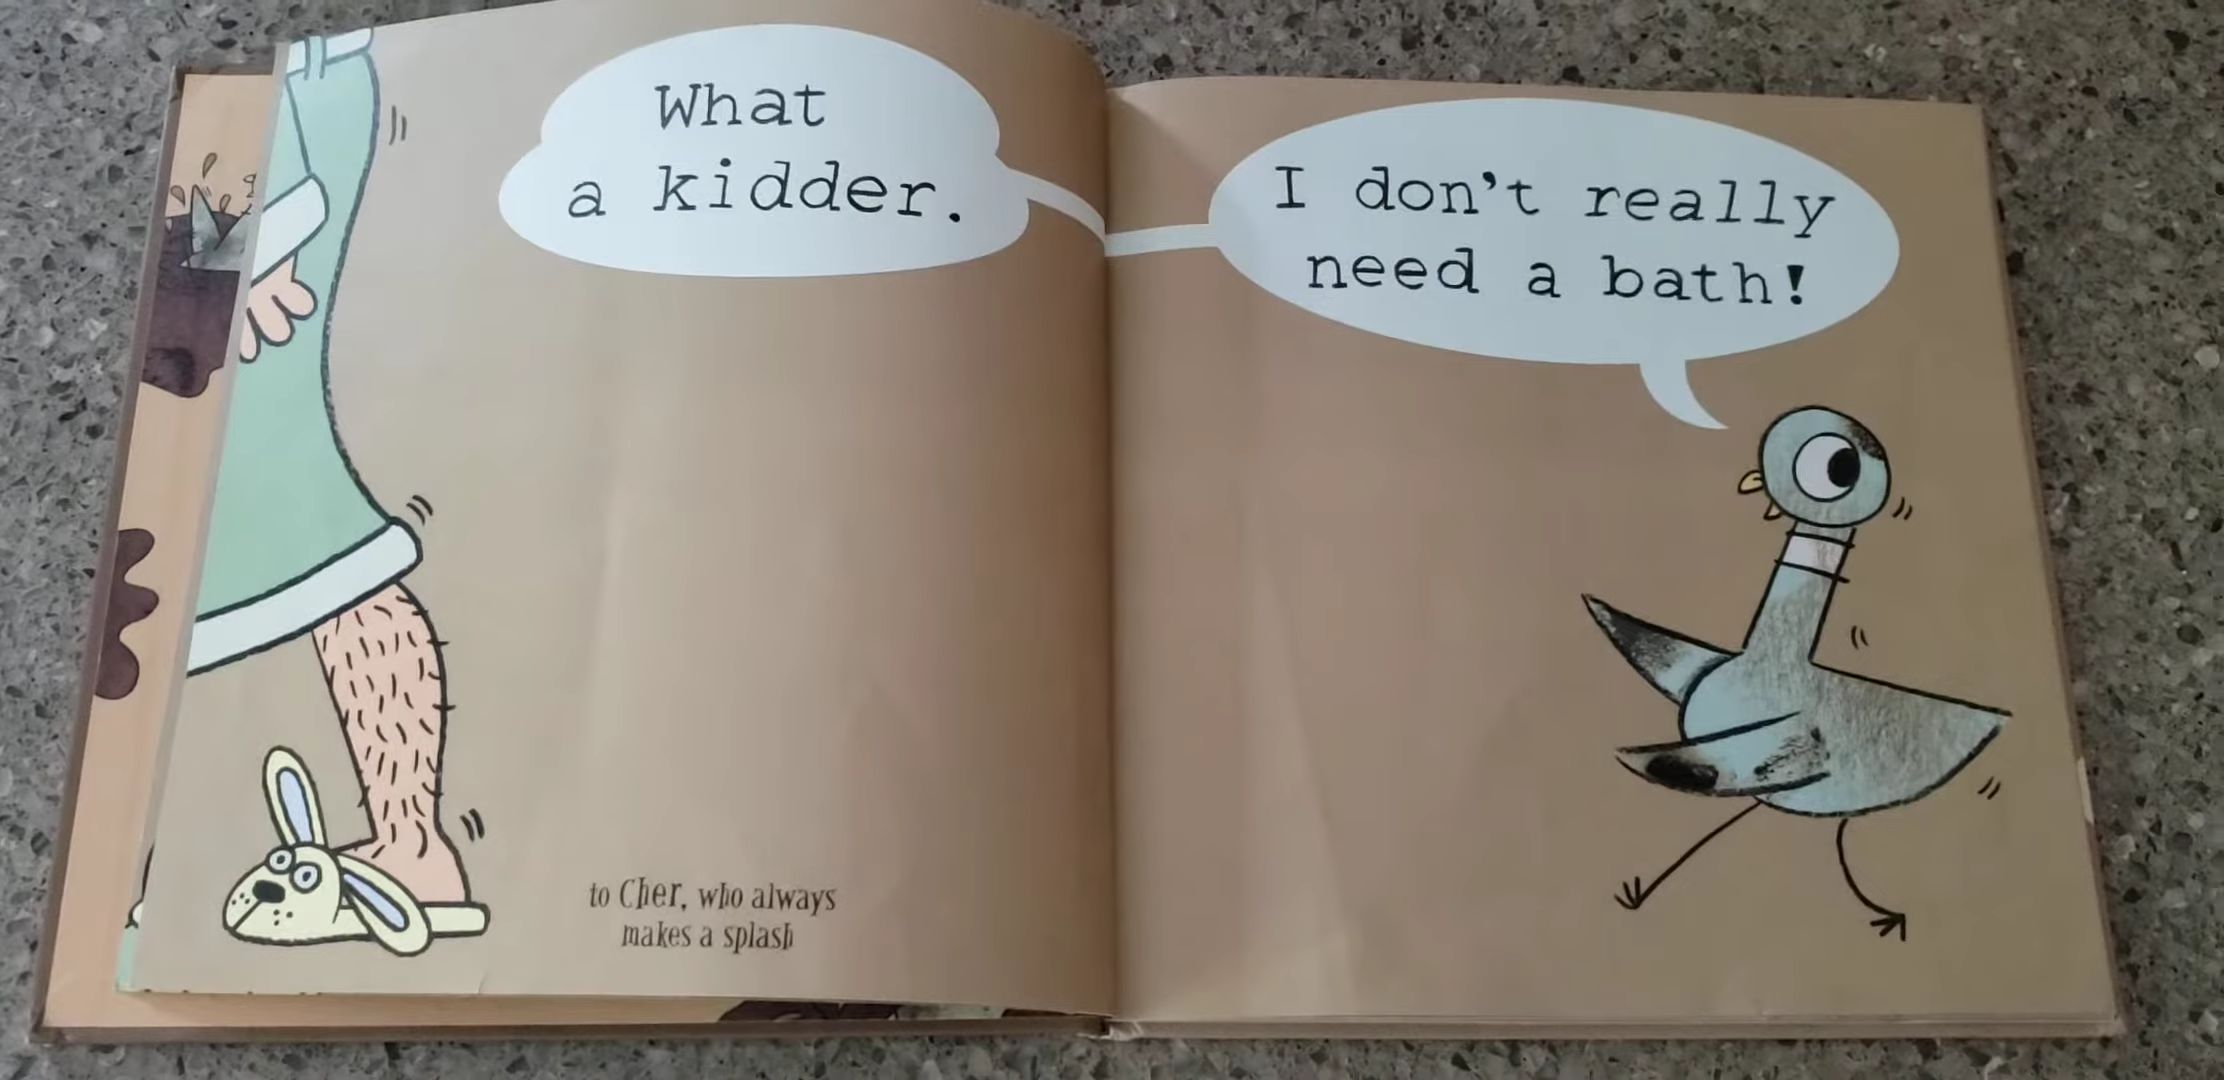 What
a kidder.
I don't really
need a bath!
to Cher, who always
makes a splash